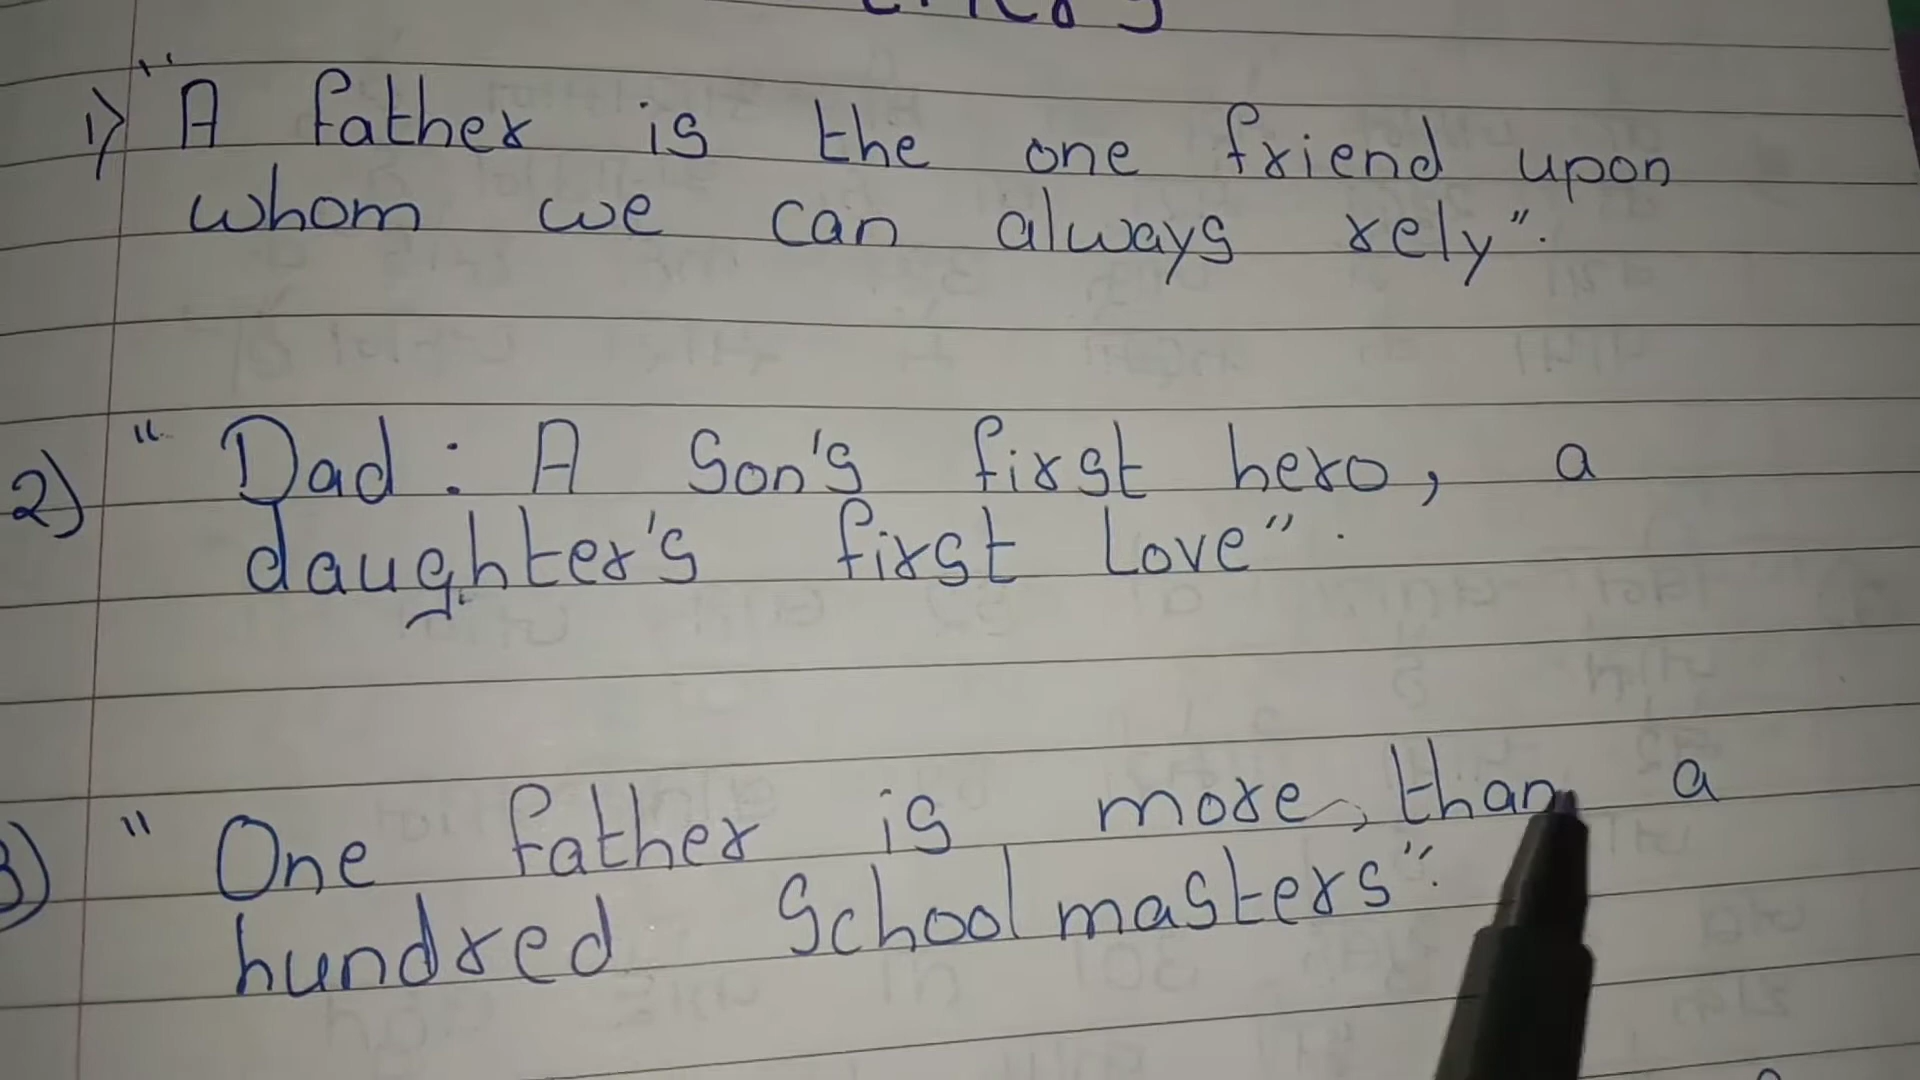 1) "A father is the one friend upon
whom we can always rely".
2) "Dad: A Son's first hero, a
daughter's first Love".
3) "One father is more, than a
hundred School masters".